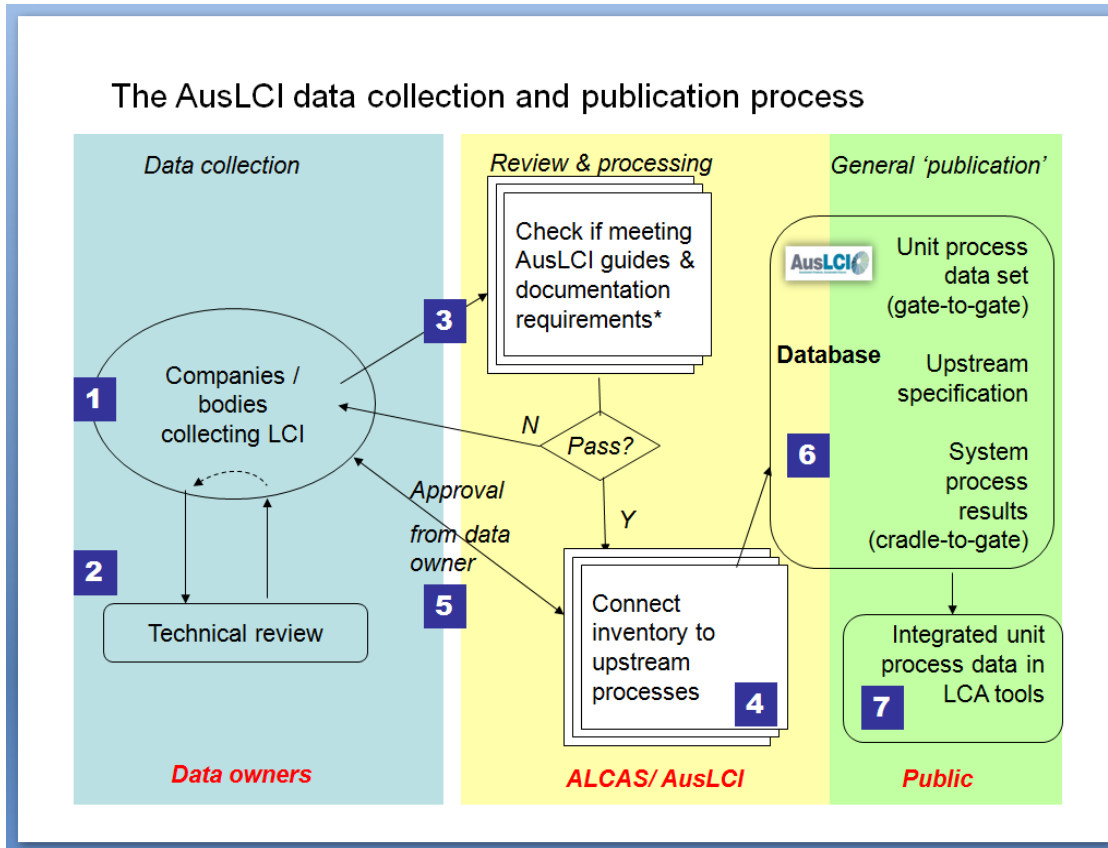 The AusLCI data collection and publication process
Data collection
Review & processing
General ‘publication’
1
Companies /
bodies
collecting LCI
2
Technical review
3
Check if meeting
AusLCI guides &
documentation
requirements*
Pass?
N
Y
Approval
from data
owner
5
Connect
inventory to
upstream
processes
4
AusLCI
Unit process
data set
(gate-to-gate)
Database
Upstream
specification
6
System
process
results
(cradle-to-gate)
Integrated unit
process data in
LCA tools
7
Data owners
ALCAS/ AusLCI
Public